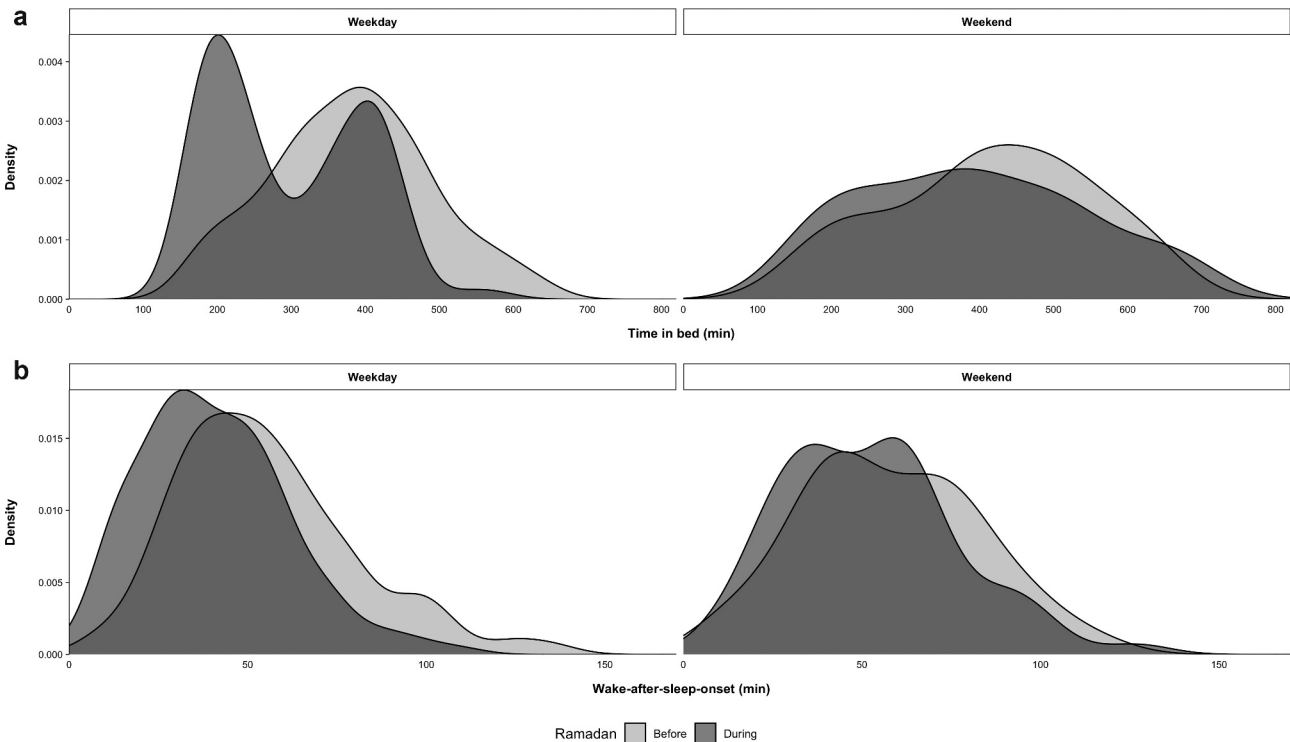 a
Weekday Weekend
0.004
0.003
0.002
0.001
0.000
Density
0 100 200 300 400 500 600 700 800 0 100 200 300 400 500 600 700 800
Time in bed (min)
b
Weekday Weekend
0.015
0.010
0.005
0.000
Density
0 50 100 150 0 50 100 150
Wake-after-sleep-onset (min)
Ramadan Before During